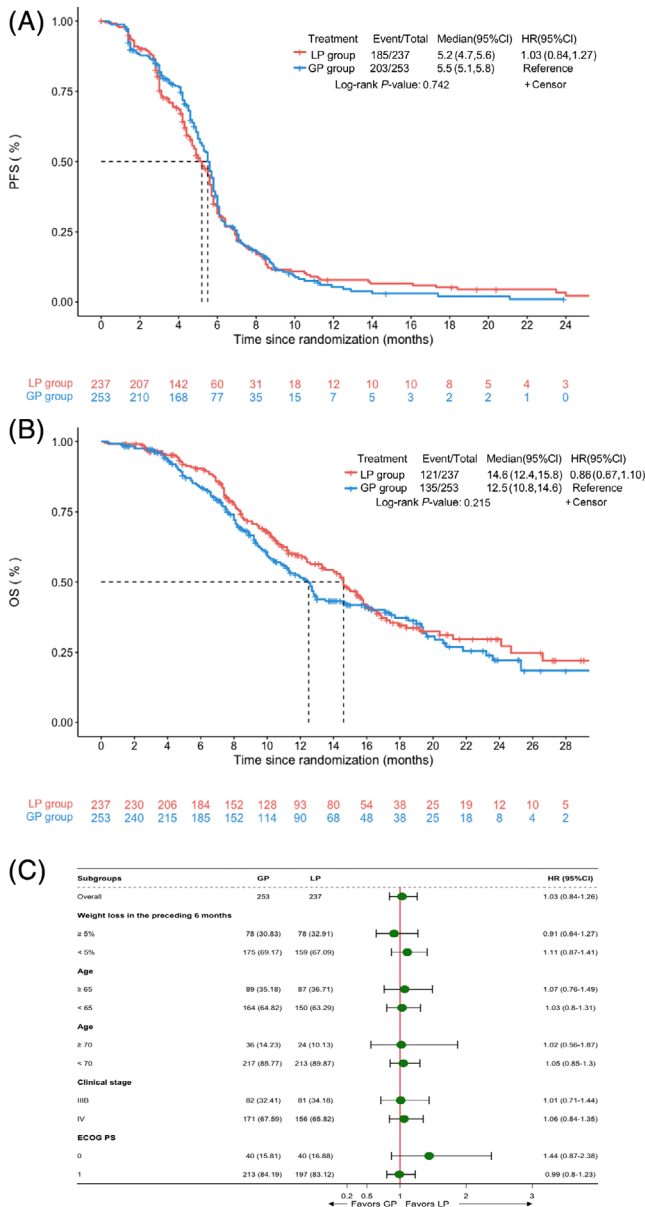 (A)
Treatment Event/Total Median(95%CI) HR(95%CI)
LP group 185/237 5.2 (4.7,5.6) 1.03 (0.84,1.27)
GP group 203/253 5.5 (5.1,5.8) Reference
Log-rank P-value: 0.742 + Censor
1.00
0.75
0.50
0.25
0.00
PFS ( % )
0 2 4 6 8 10 12 14 16 18 20 22 24
Time since randomization (months)
LP group 237 207 142 60 31 18 12 10 10 8 5 4 3
GP group 253 210 168 77 35 15 7 5 3 2 2 1 0
(B)
Treatment Event/Total Median(95%CI) HR(95%CI)
LP group 121/237 14.6 (12.4,15.8) 0.86(0.67,1.10)
GP group 135/253 12.5 (10.8,14.6) Reference
Log-rank P-value: 0.215 + Censor
1.00
0.75
0.50
0.25
0.00
OS ( % )
0 2 4 6 8 10 12 14 16 18 20 22 24 26 28
Time since randomization (months)
LP group 237 230 206 184 152 128 93 80 54 38 25 19 12 10 5
GP group 253 240 215 185 152 114 90 68 48 38 25 18 8 4 2
(C)
Subgroups GP LP HR (95%CI)
Overall 253 237 1.03 (0.84-1.26)
Weight loss in the preceding 6 months
≥ 5% 78 (30.83) 78 (32.91) 0.91 (0.64-1.27)
< 5% 175 (69.17) 159 (67.09) 1.11 (0.87-1.41)
Age
≥ 65 89 (35.18) 87 (36.71) 1.07 (0.76-1.49)
< 65 164 (64.82) 150 (63.29) 1.03 (0.8-1.31)
Age
≥ 70 36 (14.23) 24 (10.13) 1.02 (0.56-1.87)
< 70 217 (85.77) 213 (89.87) 1.05 (0.85-1.3)
Clinical stage
IIIB 82 (32.41) 81 (34.18) 1.01 (0.71-1.44)
IV 171 (67.59) 156 (65.82) 1.06 (0.84-1.35)
ECOG PS
0 40 (15.81) 40 (16.88) 1.44 (0.87-2.38)
1 213 (84.19) 197 (83.12) 0.99 (0.8-1.23)
0.2 0.5 1 2 3
Favors GP Favors LP